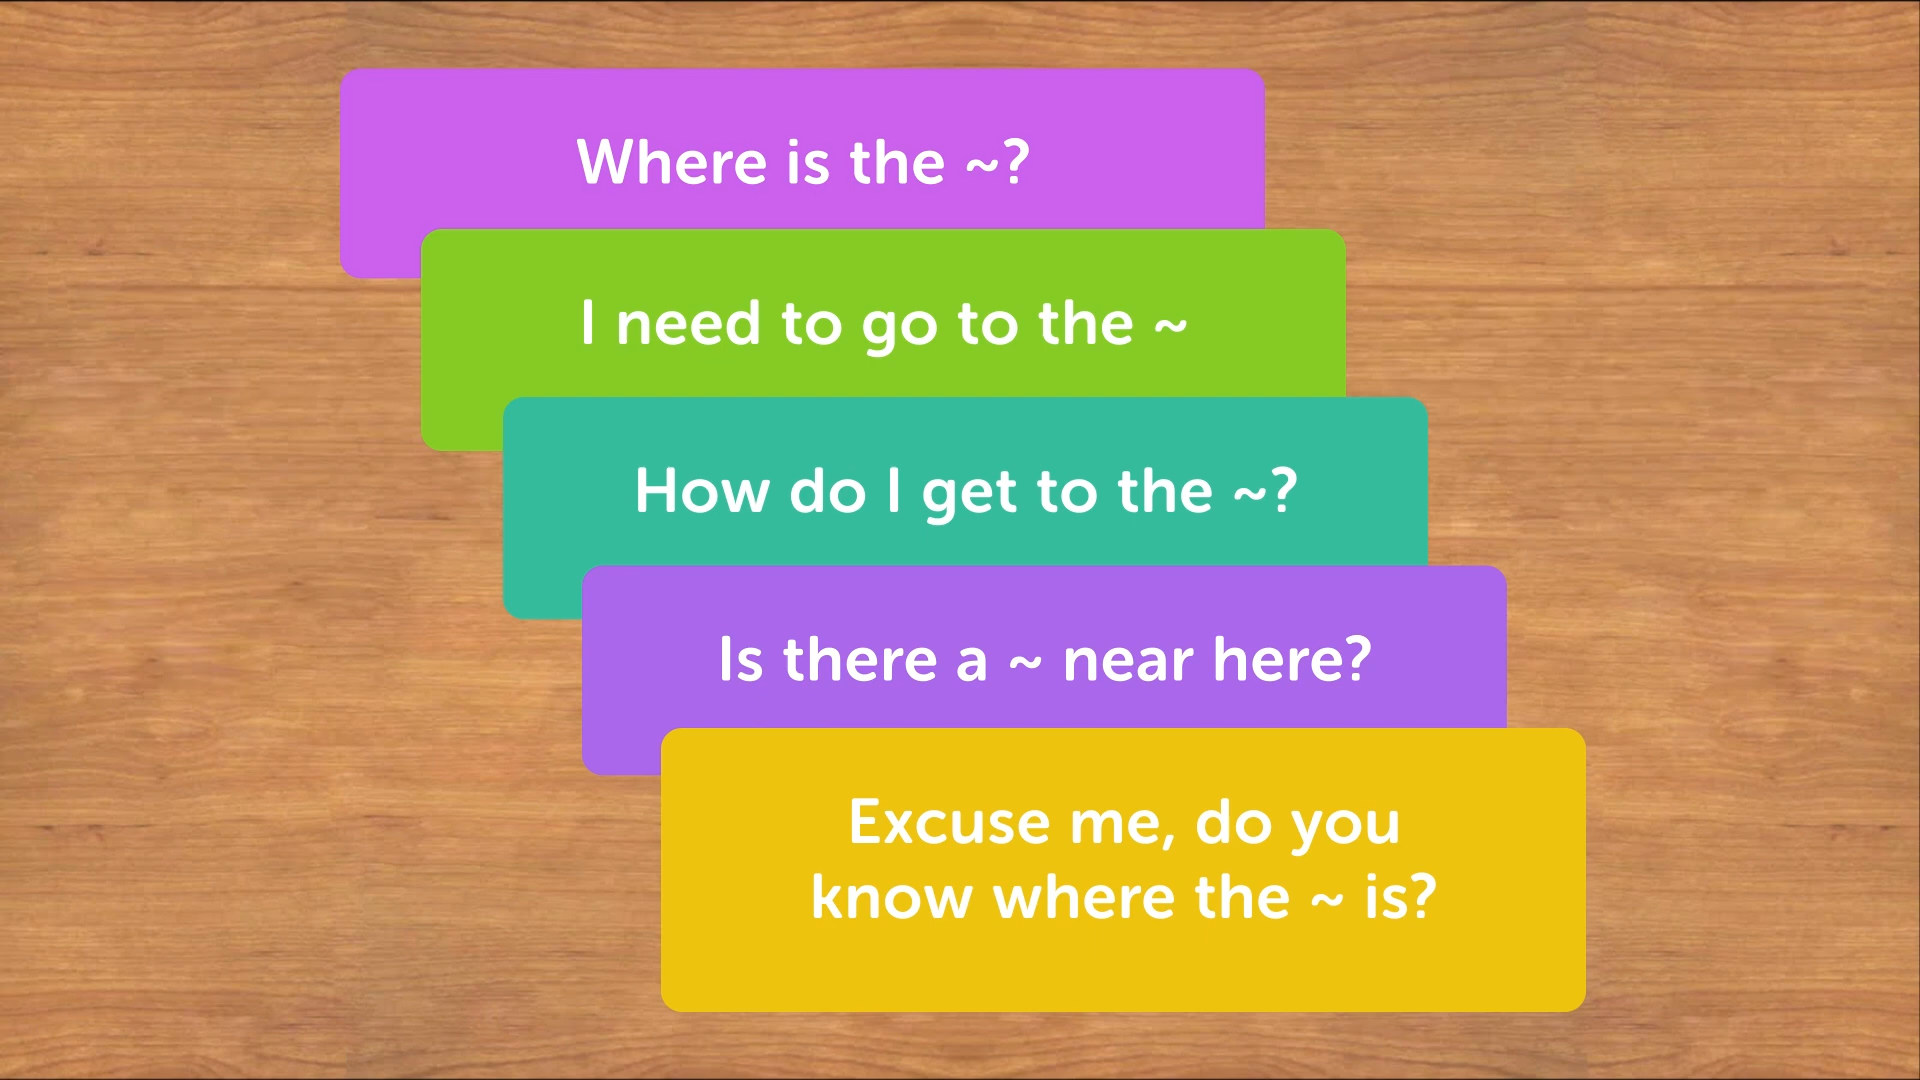 Where is the ~?
I need to go to the ~
How do I get to the ~?
Is there a ~ near here?
Excuse me, do you
know where the ~ is?